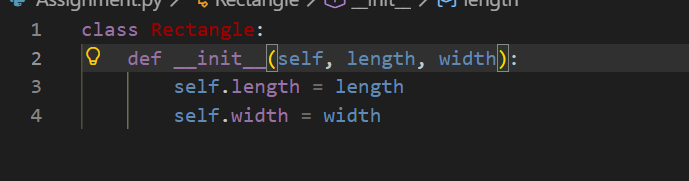 Assignment.py > Rectangle > __init__ > length
1 class Rectangle:
2 def __init__(self, length, width):
3 self.length = length
4 self.width = width